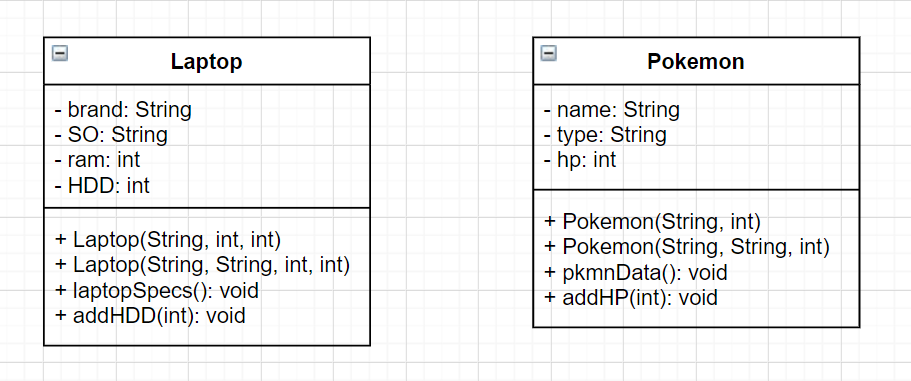 Laptop
- brand: String
- SO: String
- ram: int
- HDD: int
+ Laptop(String, int, int)
+ Laptop(String, String, int, int)
+ laptopSpecs(): void
+ addHDD(int): void
Pokemon
- name: String
- type: String
- hp: int
+ Pokemon(String, int)
+ Pokemon(String, String, int)
+ pkmnData(): void
+ addHP(int): void